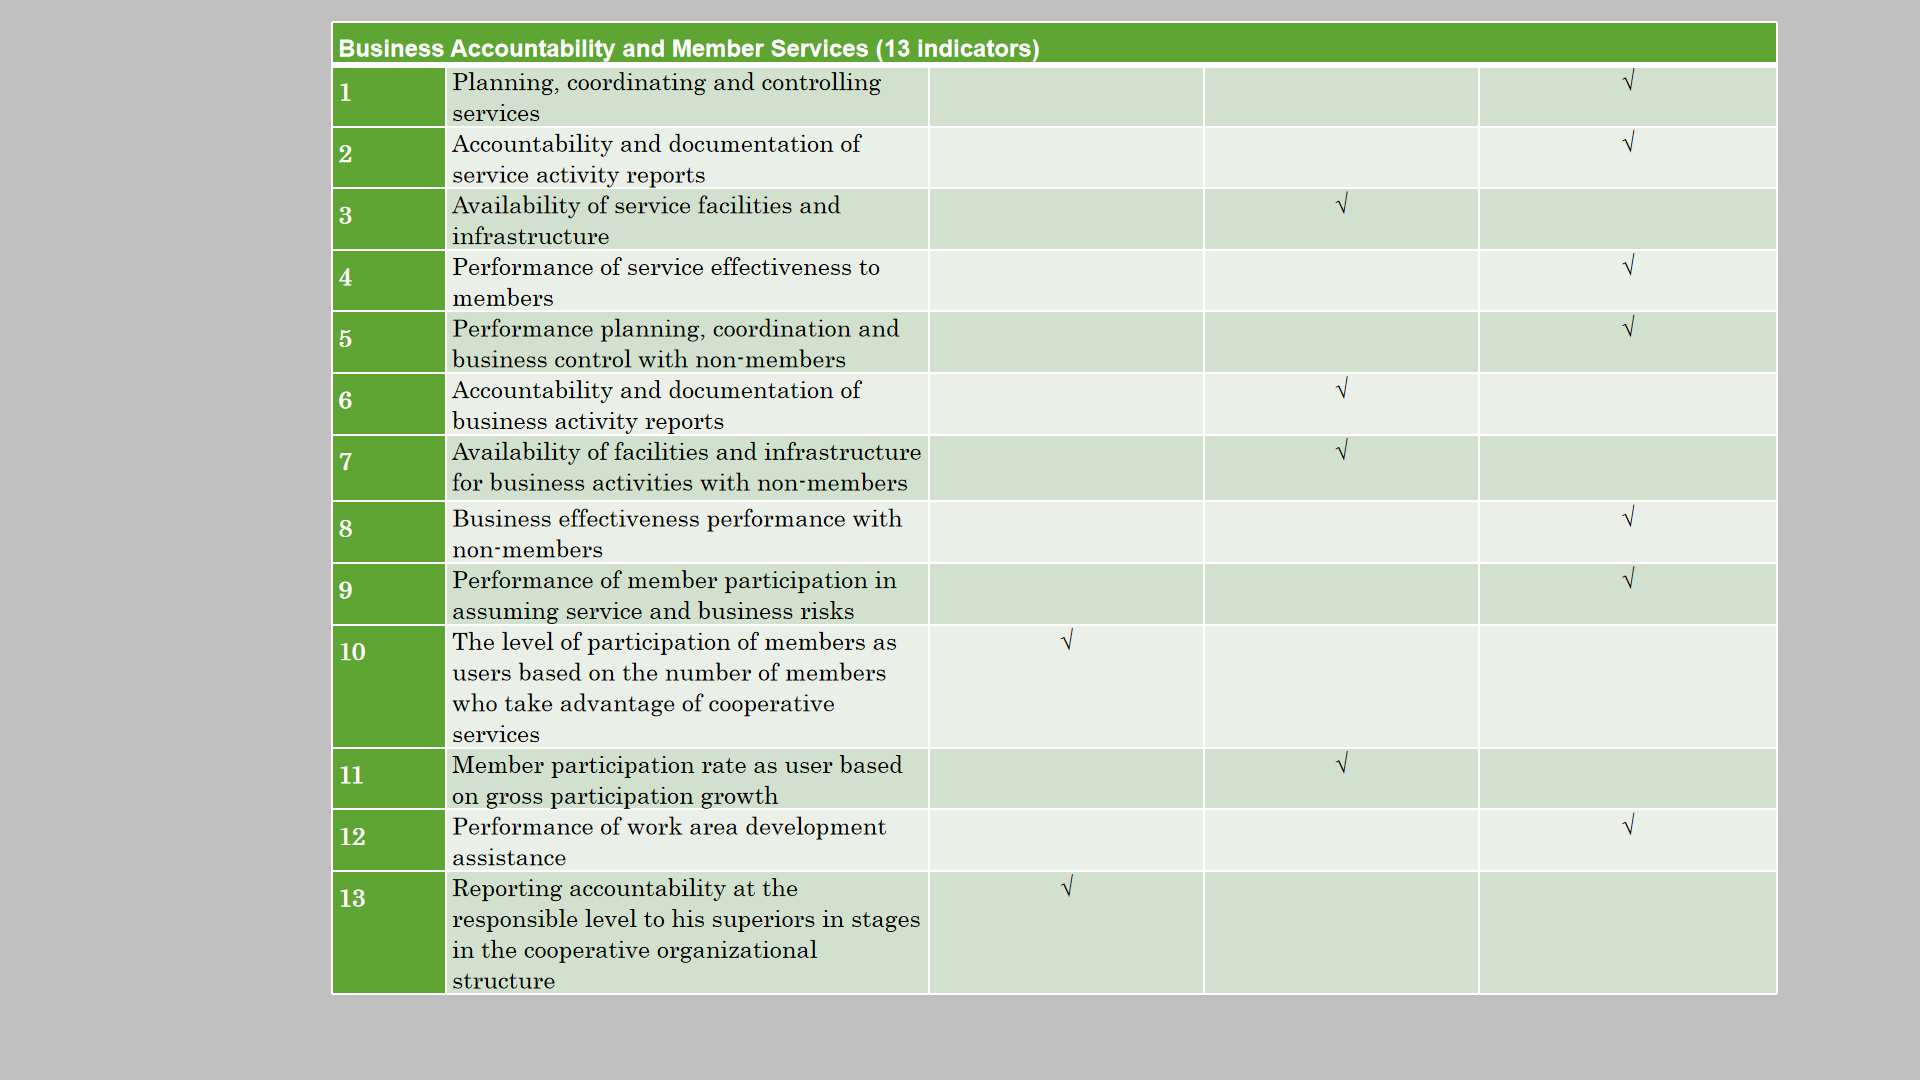 Business Accountability and Member Services (13 indicators)
1 Planning, coordinating and controlling √
services
2 Accountability and documentation of √
service activity reports
3 Availability of service facilities and √
infrastructure
4 Performance of service effectiveness to √
members
5 Performance planning, coordination and √
business control with non-members
6 Accountability and documentation of √
business activity reports
7 Availability of facilities and infrastructure √
for business activities with non-members
8 Business effectiveness performance with √
non-members
9 Performance of member participation in √
assuming service and business risks
10 The level of participation of members as √
users based on the number of members
who take advantage of cooperative
services
11 Member participation rate as user based √
on gross participation growth
12 Performance of work area development √
assistance
13 Reporting accountability at the √
responsible level to his superiors in stages
in the cooperative organizational
structure